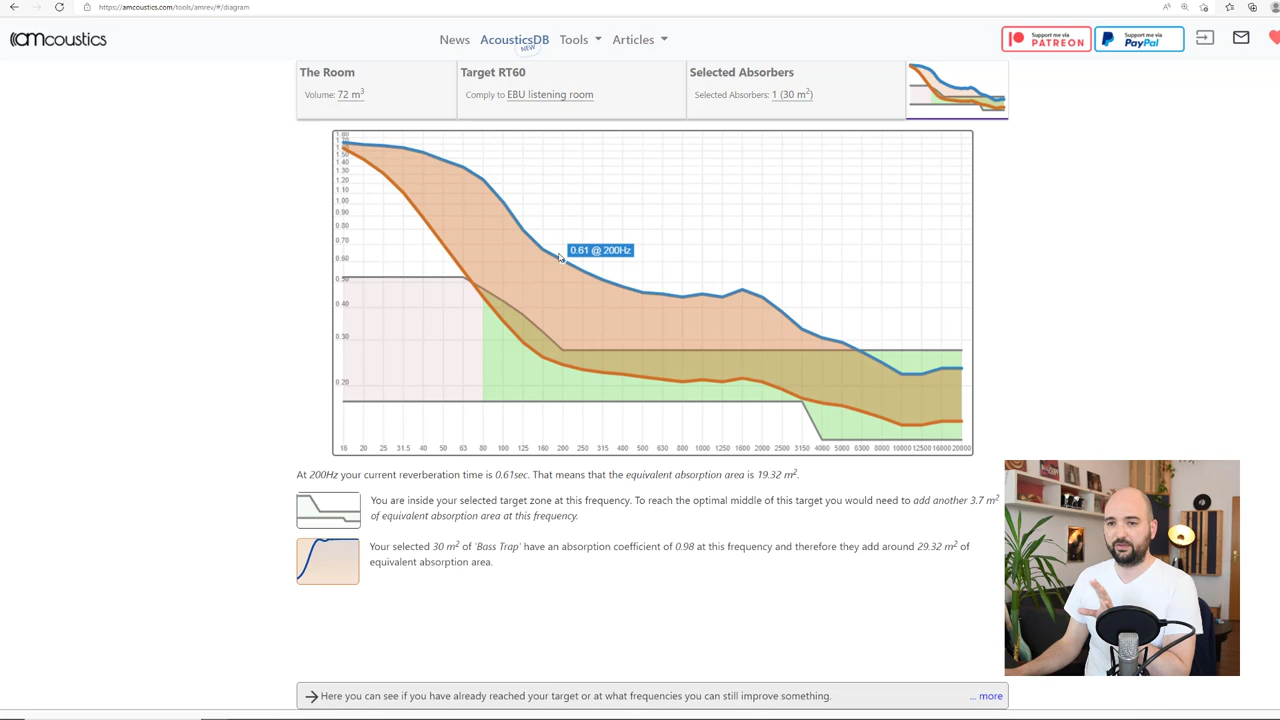 https://amcoustics.com/tools/amrev/#/diagram
amcoustics
News
AcousticsDB
NEW
Tools
Articles
Support me via
PATREON
Support me via
PayPal
The Room
Volume: 72 m³
Target RT60
Comply to EBU listening room
Selected Absorbers
Selected Absorbers: 1 (30 m²)
1.80
1.40
1.30
1.20
1.10
1.00
0.90
0.80
0.70
0.60
0.50
0.40
0.30
0.20
0.61 @ 200Hz
16 20 25 31.5 40 50 63 80 100 125 160 200 250 315 400 500 630 800 1000 1250 1600 2000 2500 3150 4000 5000 6300 8000 10000 12500 16000 20000
At 200Hz your current reverberation time is 0.61sec. That means that the equivalent absorption area is 19.32 m².
You are inside your selected target zone at this frequency. To reach the optimal middle of this target you would need to add another 3.7 m²
of equivalent absorption area at this frequency.
Your selected 30 m² of 'Bass Trap' have an absorption coefficient of 0.98 at this frequency and therefore they add around 29.32 m² of
equivalent absorption area.
Here you can see if you have already reached your target or at what frequencies you can still improve something.
... more